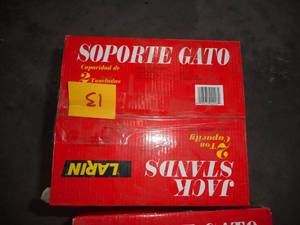 SOPORTE GATO
Capacidad de
2 Toneladas
13
2 Ton
Capacity
JACK
STANDS
LARIN